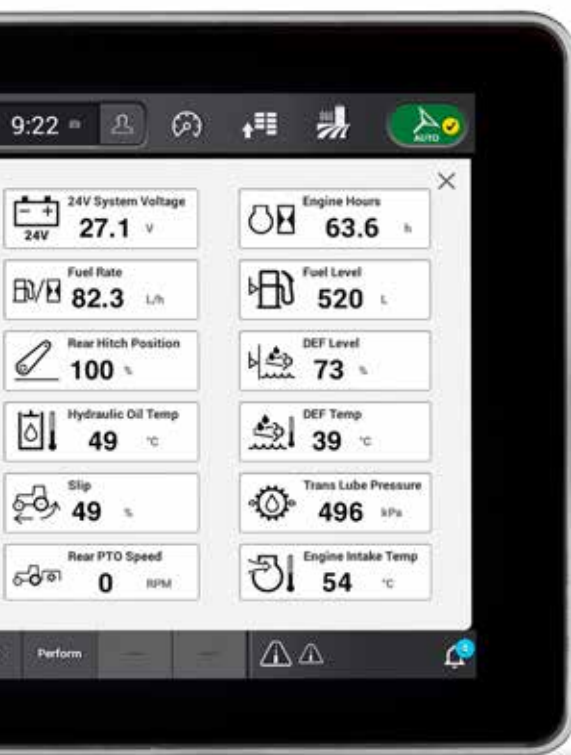 9:22
AUTO
24V System Voltage
24V
27.1 V
Engine Hours
63.6 h
Fuel Rate
82.3 L/h
Fuel Level
520 L
Rear Hitch Position
100 %
DEF Level
73 %
Hydraulic Oil Temp
49 °C
DEF Temp
39 °C
Slip
49 %
Trans Lube Pressure
496 kPa
Rear PTO Speed
0 RPM
Engine Intake Temp
54 °C
Perform